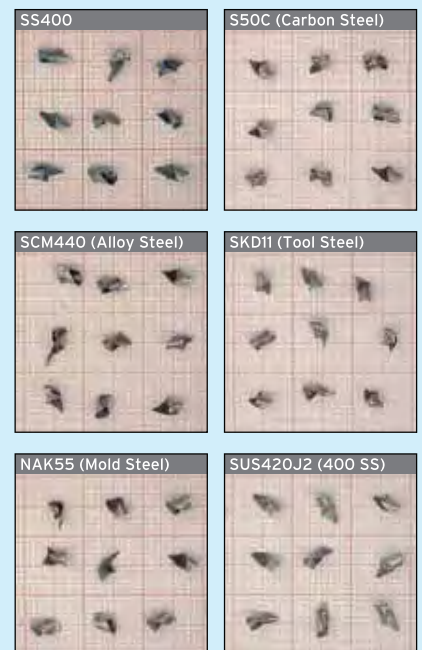 SS400
S50C (Carbon Steel)
SCM440 (Alloy Steel)
SKD11 (Tool Steel)
NAK55 (Mold Steel)
SUS420J2 (400 SS)